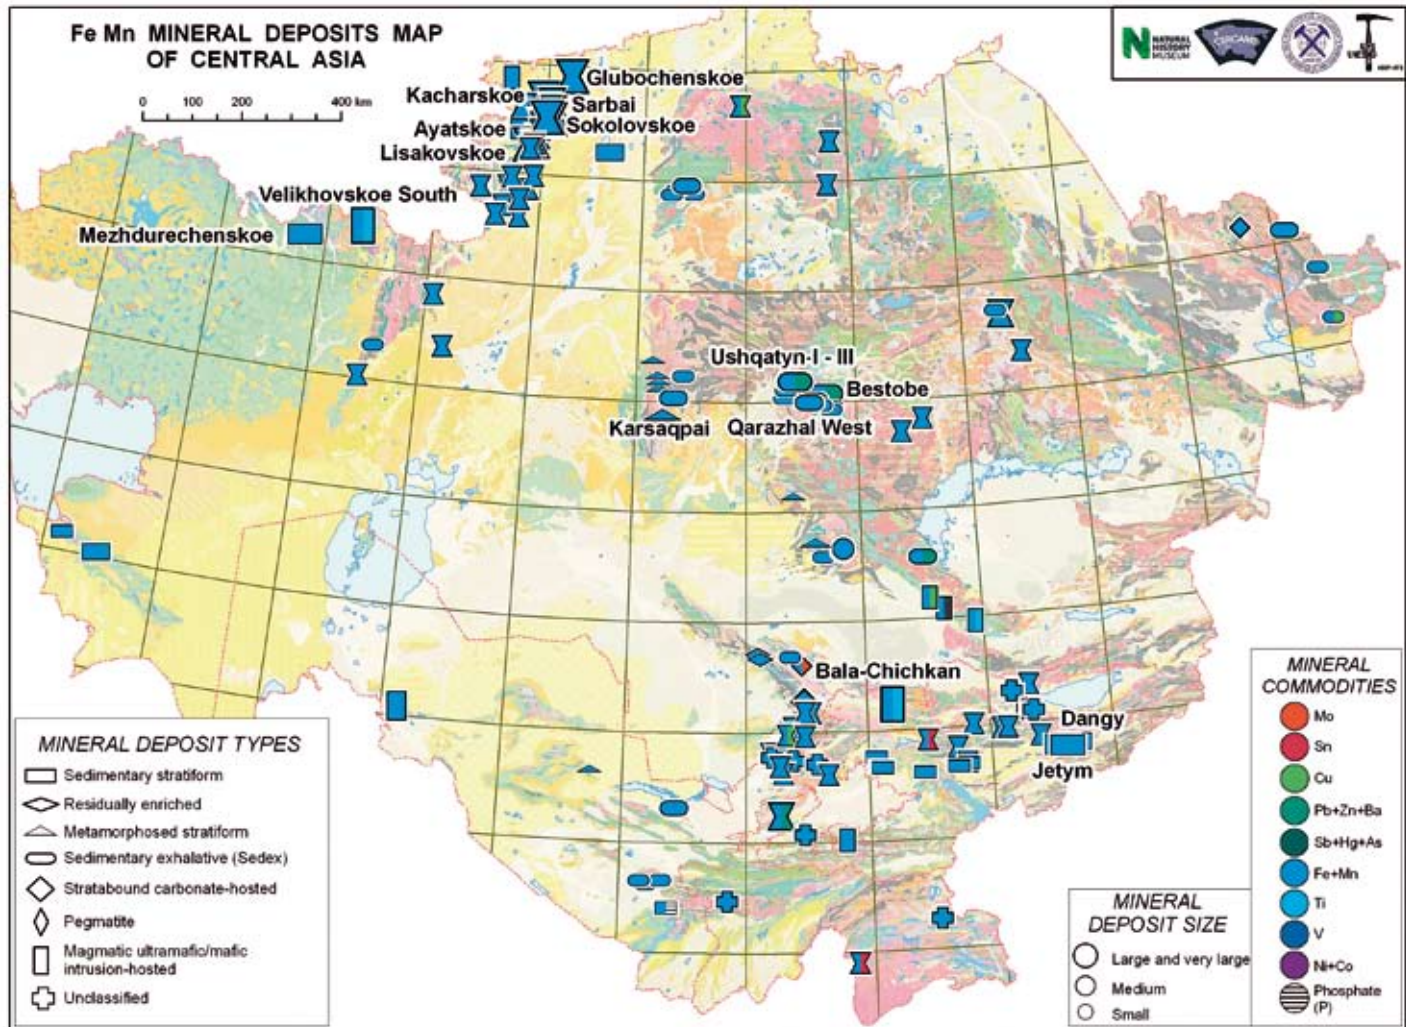 Fe Mn MINERAL DEPOSITS MAP
OF CENTRAL ASIA
0 100 200 400 km
NATURAL
HISTORY
MUSEUM
CERCAMS
Glubochenskoe
Kacharskoe
Sarbai
Ayatskoe
Sokolovskoe
Lisakovskoe
Velikhovskoe South
Mezhdurechenskoe
Ushqatyn-I - III
Bestobe
Karsaqpai
Qarazhal West
Bala-Chichkan
Dangy
Jetym
MINERAL DEPOSIT TYPES
Sedimentary stratiform
Residually enriched
Metamorphosed stratiform
Sedimentary exhalative (Sedex)
Stratabound carbonate-hosted
Pegmatite
Magmatic ultramafic/mafic
intrusion-hosted
Unclassified
MINERAL
DEPOSIT SIZE
Large and very large
Medium
Small
MINERAL
COMMODITIES
Mo
Sn
Cu
Pb+Zn+Ba
Sb+Hg+As
Fe+Mn
Ti
V
Ni+Co
Phosphate
(P)